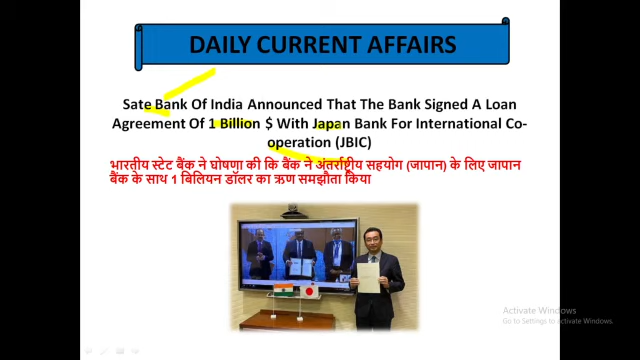 DAILY CURRENT AFFAIRS
Sate Bank Of India Announced That The Bank Signed A Loan
Agreement Of 1 Billion $ With Japan Bank For International Co-
operation (JBIC)
भारतीय स्टेट बैंक ने घोषणा की कि बैंक ने अंतर्राष्ट्रीय सहयोग (जापान) के लिए जापान
बैंक के साथ 1 बिलियन डॉलर का ऋण समझौता किया
Activate Windows
Go to Settings to activate Windows.